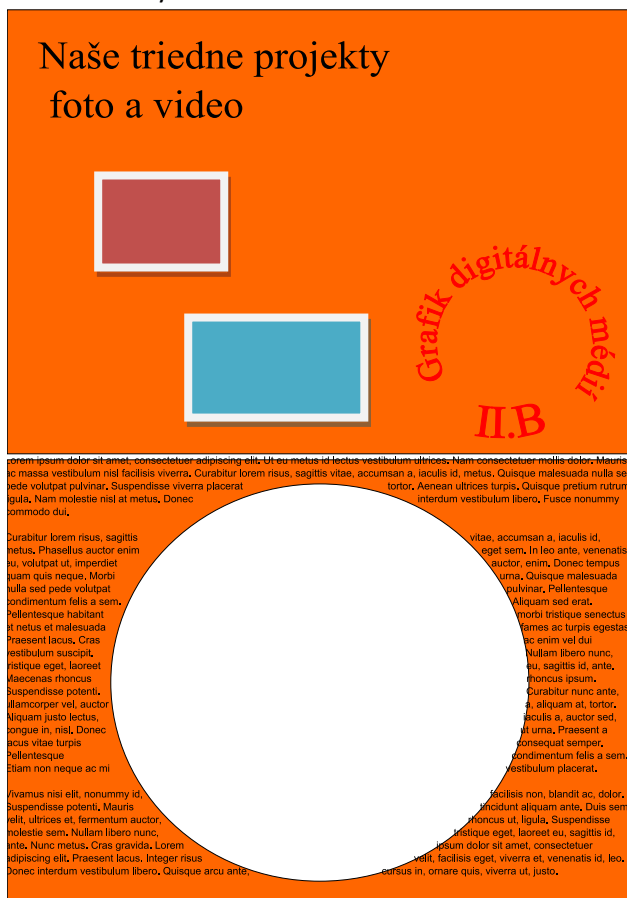 Naše triedne projekty
foto a video
Grafik digitálnych médií
II.B
Lorem ipsum dolor sit amet, consectetuer adipiscing elit. Ut eu metus id lectus vestibulum ultrices. Nam consectetuer mollis dolor. Mauris
ac massa vestibulum nisl facilisis viverra. Curabitur lorem risus, sagittis vitae, accumsan a, iaculis id, metus. Quisque malesuada nulla se
pede volutpat pulvinar. Suspendisse viverra placerat tortor. Aenean ultrices turpis. Quisque pretium rutrum
ligula. Nam molestie nisl at metus. Donec interdum vestibulum libero. Fusce nonummy
commodo dui.
Curabitur lorem risus, sagittis vitae, accumsan a, iaculis id,
metus. Phasellus auctor enim eget sem. In leo ante, venenatis
eu, volutpat ut, imperdiet auctor, enim. Donec tempus
quam quis neque. Morbi urna. Quisque malesuada
nulla sed pede volutpat pulvinar. Pellentesque
condimentum felis a sem. Aliquam sed erat.
Pellentesque habitant morbi tristique senectus
et netus et malesuada fames ac turpis egestas
Praesent lacus. Cras ac enim vel dui
vestibulum suscipit. Nullam libero nunc,
tristique eget, laoreet eu, sagittis id, ante.
Maecenas rhoncus rhoncus ipsum.
Suspendisse potenti. Curabitur nunc ante,
ullamcorper vel, auctor a, aliquam at, tortor.
Aliquam justo lectus, iaculis a, auctor sed,
congue in, nisl. Donec ut urna. Praesent a
lacus vitae turpis consequat semper.
Pellentesque condimentum felis a sem.
Etiam non neque ac mi vestibulum placerat.
Vivamus nisi elit, nonummy id, facilisis non, blandit ac, dolor.
Suspendisse potenti. Mauris tincidunt aliquam ante. Duis sem
velit, ultrices et, fermentum auctor, rhoncus ut, ligula. Suspendisse
molestie sem. Nullam libero nunc, tristique eget, laoreet eu, sagittis id,
ante. Nunc metus. Cras gravida. Lorem ipsum dolor sit amet, consectetuer
adipiscing elit. Praesent lacus. Integer risus velit, facilisis eget, viverra et, venenatis id, leo.
Donec interdum vestibulum libero. Quisque arcu ante, cursus in, ornare quis, viverra ut, justo.